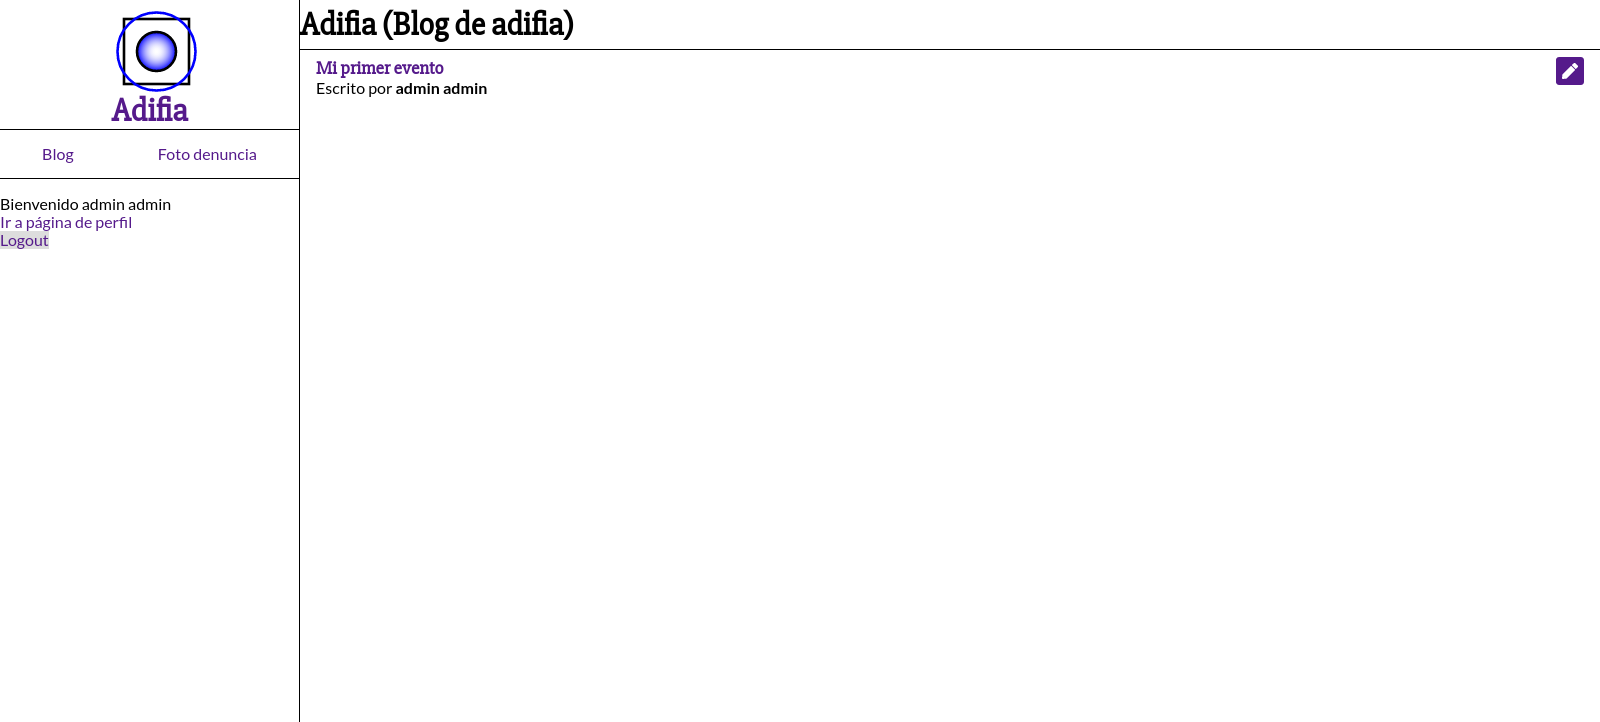 Adifia
Blog
Foto denuncia
Bienvenido admin admin
Ir a página de perfil
Logout
Adifia (Blog de adifia)
Mi primer evento
Escrito por admin admin